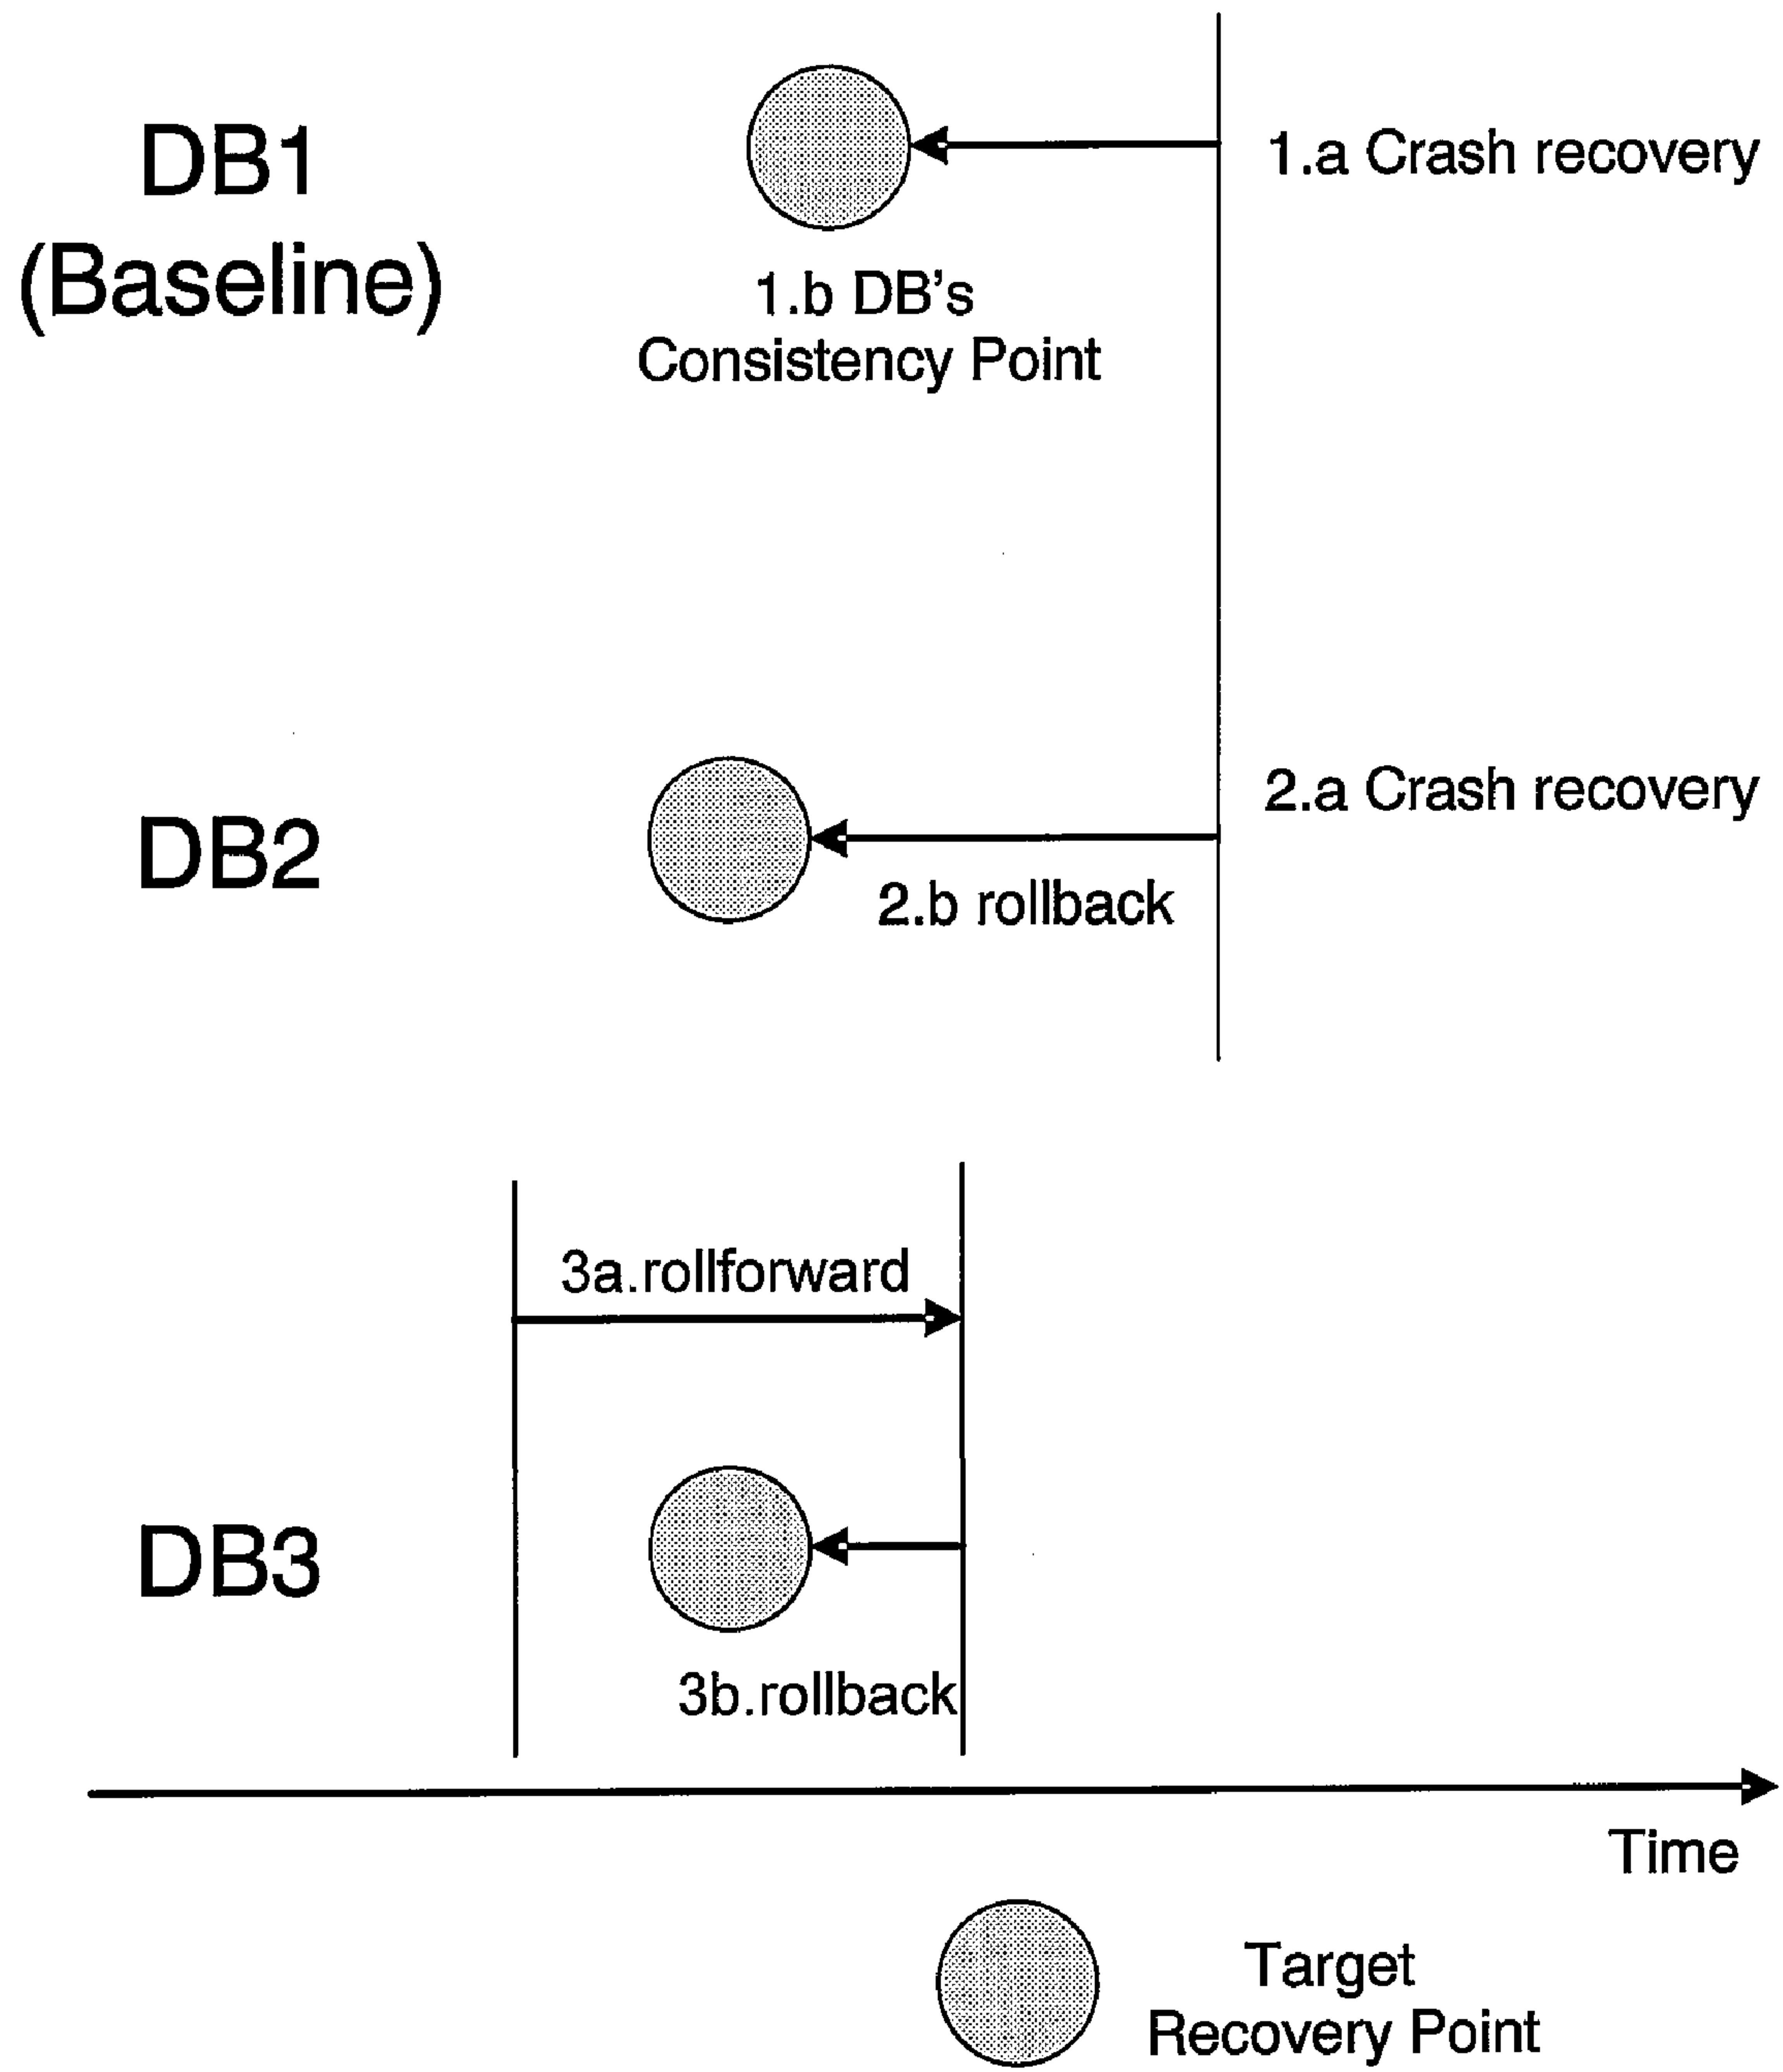 DB1
(Baseline)
1.a Crash recovery
1.b DB's
Consistency Point
DB2
2.a Crash recovery
2.b rollback
3a.rollforward
DB3
3b.rollback
Time
Target
Recovery Point